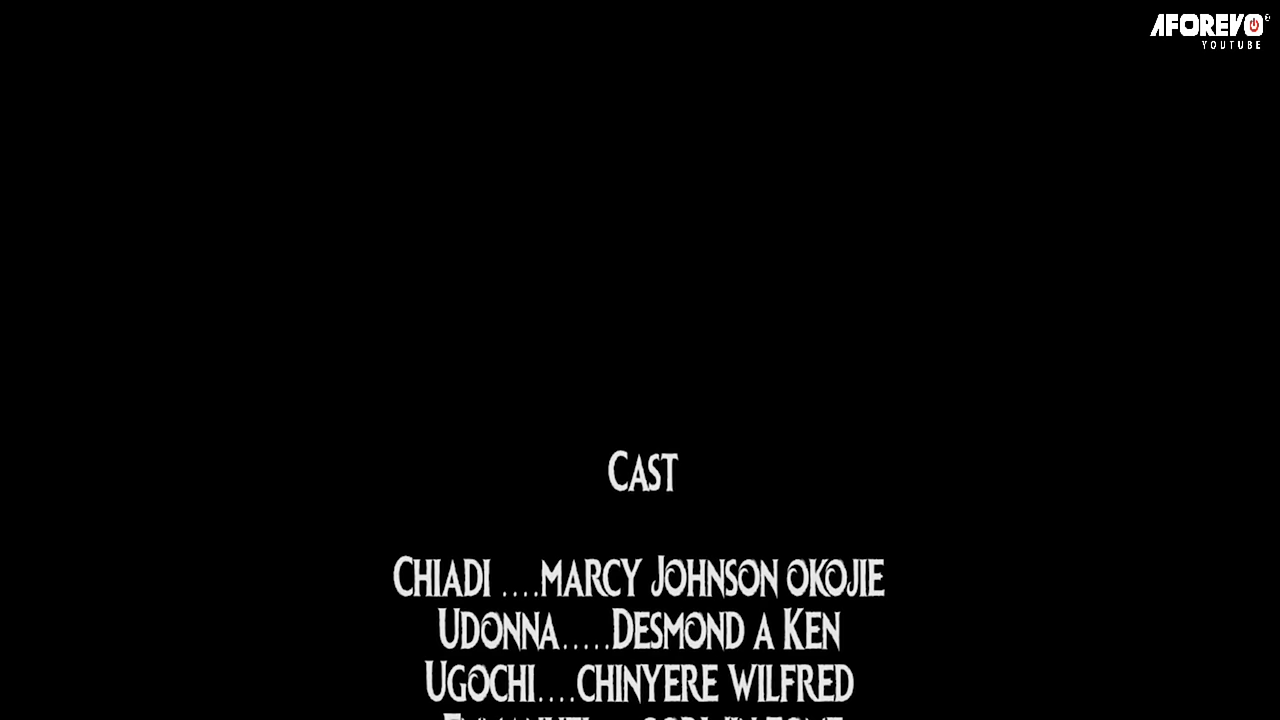 AFOREVO
YOUTUBE
Cast
Chiadi ....marcy Johnson okojie
Udonna.....Desmond a Ken
Ugochi....chinyere wilfred